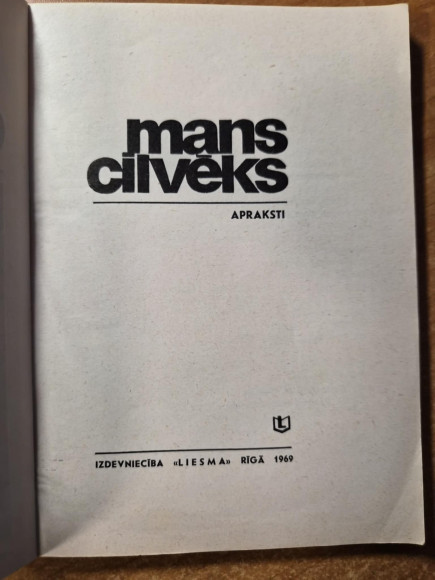 mans
cilvēks
APRAKSTI
L
IZDEVNIECĪBA «LIESMA» RĪGĀ 1969